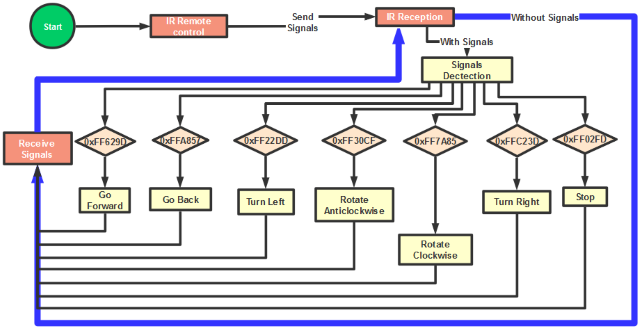 Start
IR Remote
control
Send
Signals
IR Reception
Without Signals
With Signals
Signals
Dectection
Receive
Signals
0xFF629D
0xFFA857
0xFF22DD
0xFF30CF
0xFF7A85
0xFFC23D
0xFF02FD
Go
Forward
Go Back
Turn Left
Rotate
Anticlockwise
Rotate
Clockwise
Turn Right
Stop